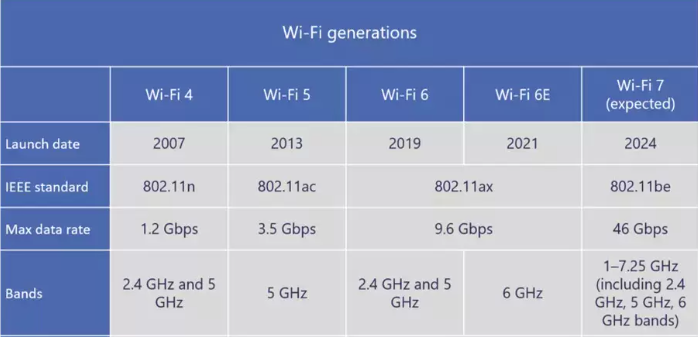 Wi-Fi generations
Wi-Fi 4 Wi-Fi 5 Wi-Fi 6 Wi-Fi 6E Wi-Fi 7
(expected)
Launch date 2007 2013 2019 2021 2024
IEEE standard 802.11n 802.11ac 802.11ax 802.11be
Max data rate 1.2 Gbps 3.5 Gbps 9.6 Gbps 46 Gbps
Bands 2.4 GHz and 5
GHz 5 GHz 2.4 GHz and 5
GHz 6 GHz 1–7.25 GHz
(including 2.4
GHz, 5 GHz, 6
GHz bands)